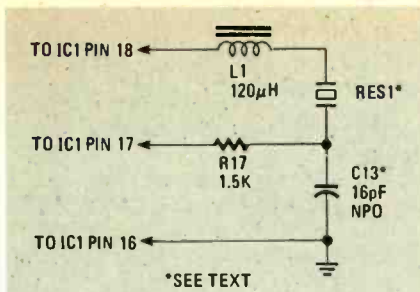 TO IC1 PIN 18
L1
120µH
RES1*
TO IC1 PIN 17
R17
1.5K
C13*
16pF
NPO
TO IC1 PIN 16
*SEE TEXT